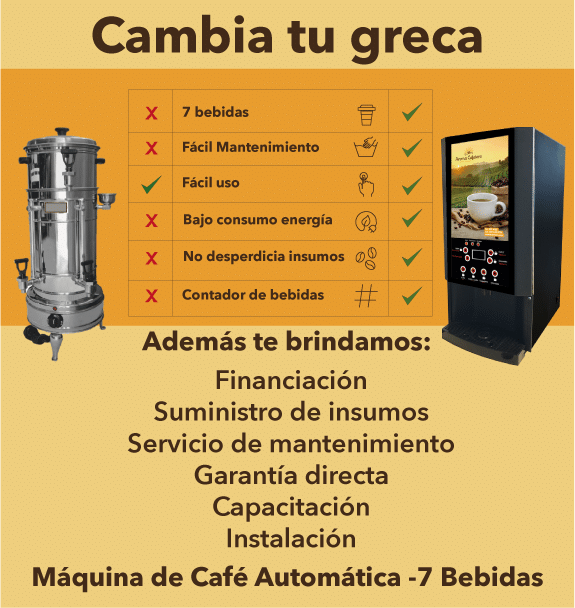 Cambia tu greca
X 7 bebidas ✓
X Fácil Mantenimiento ✓
✓ Fácil uso ✓
X Bajo consumo energía ✓
X No desperdicia insumos ✓
X Contador de bebidas # ✓
Además te brindamos:
Financiación
Suministro de insumos
Servicio de mantenimiento
Garantía directa
Capacitación
Instalación
Máquina de Café Automática -7 Bebidas